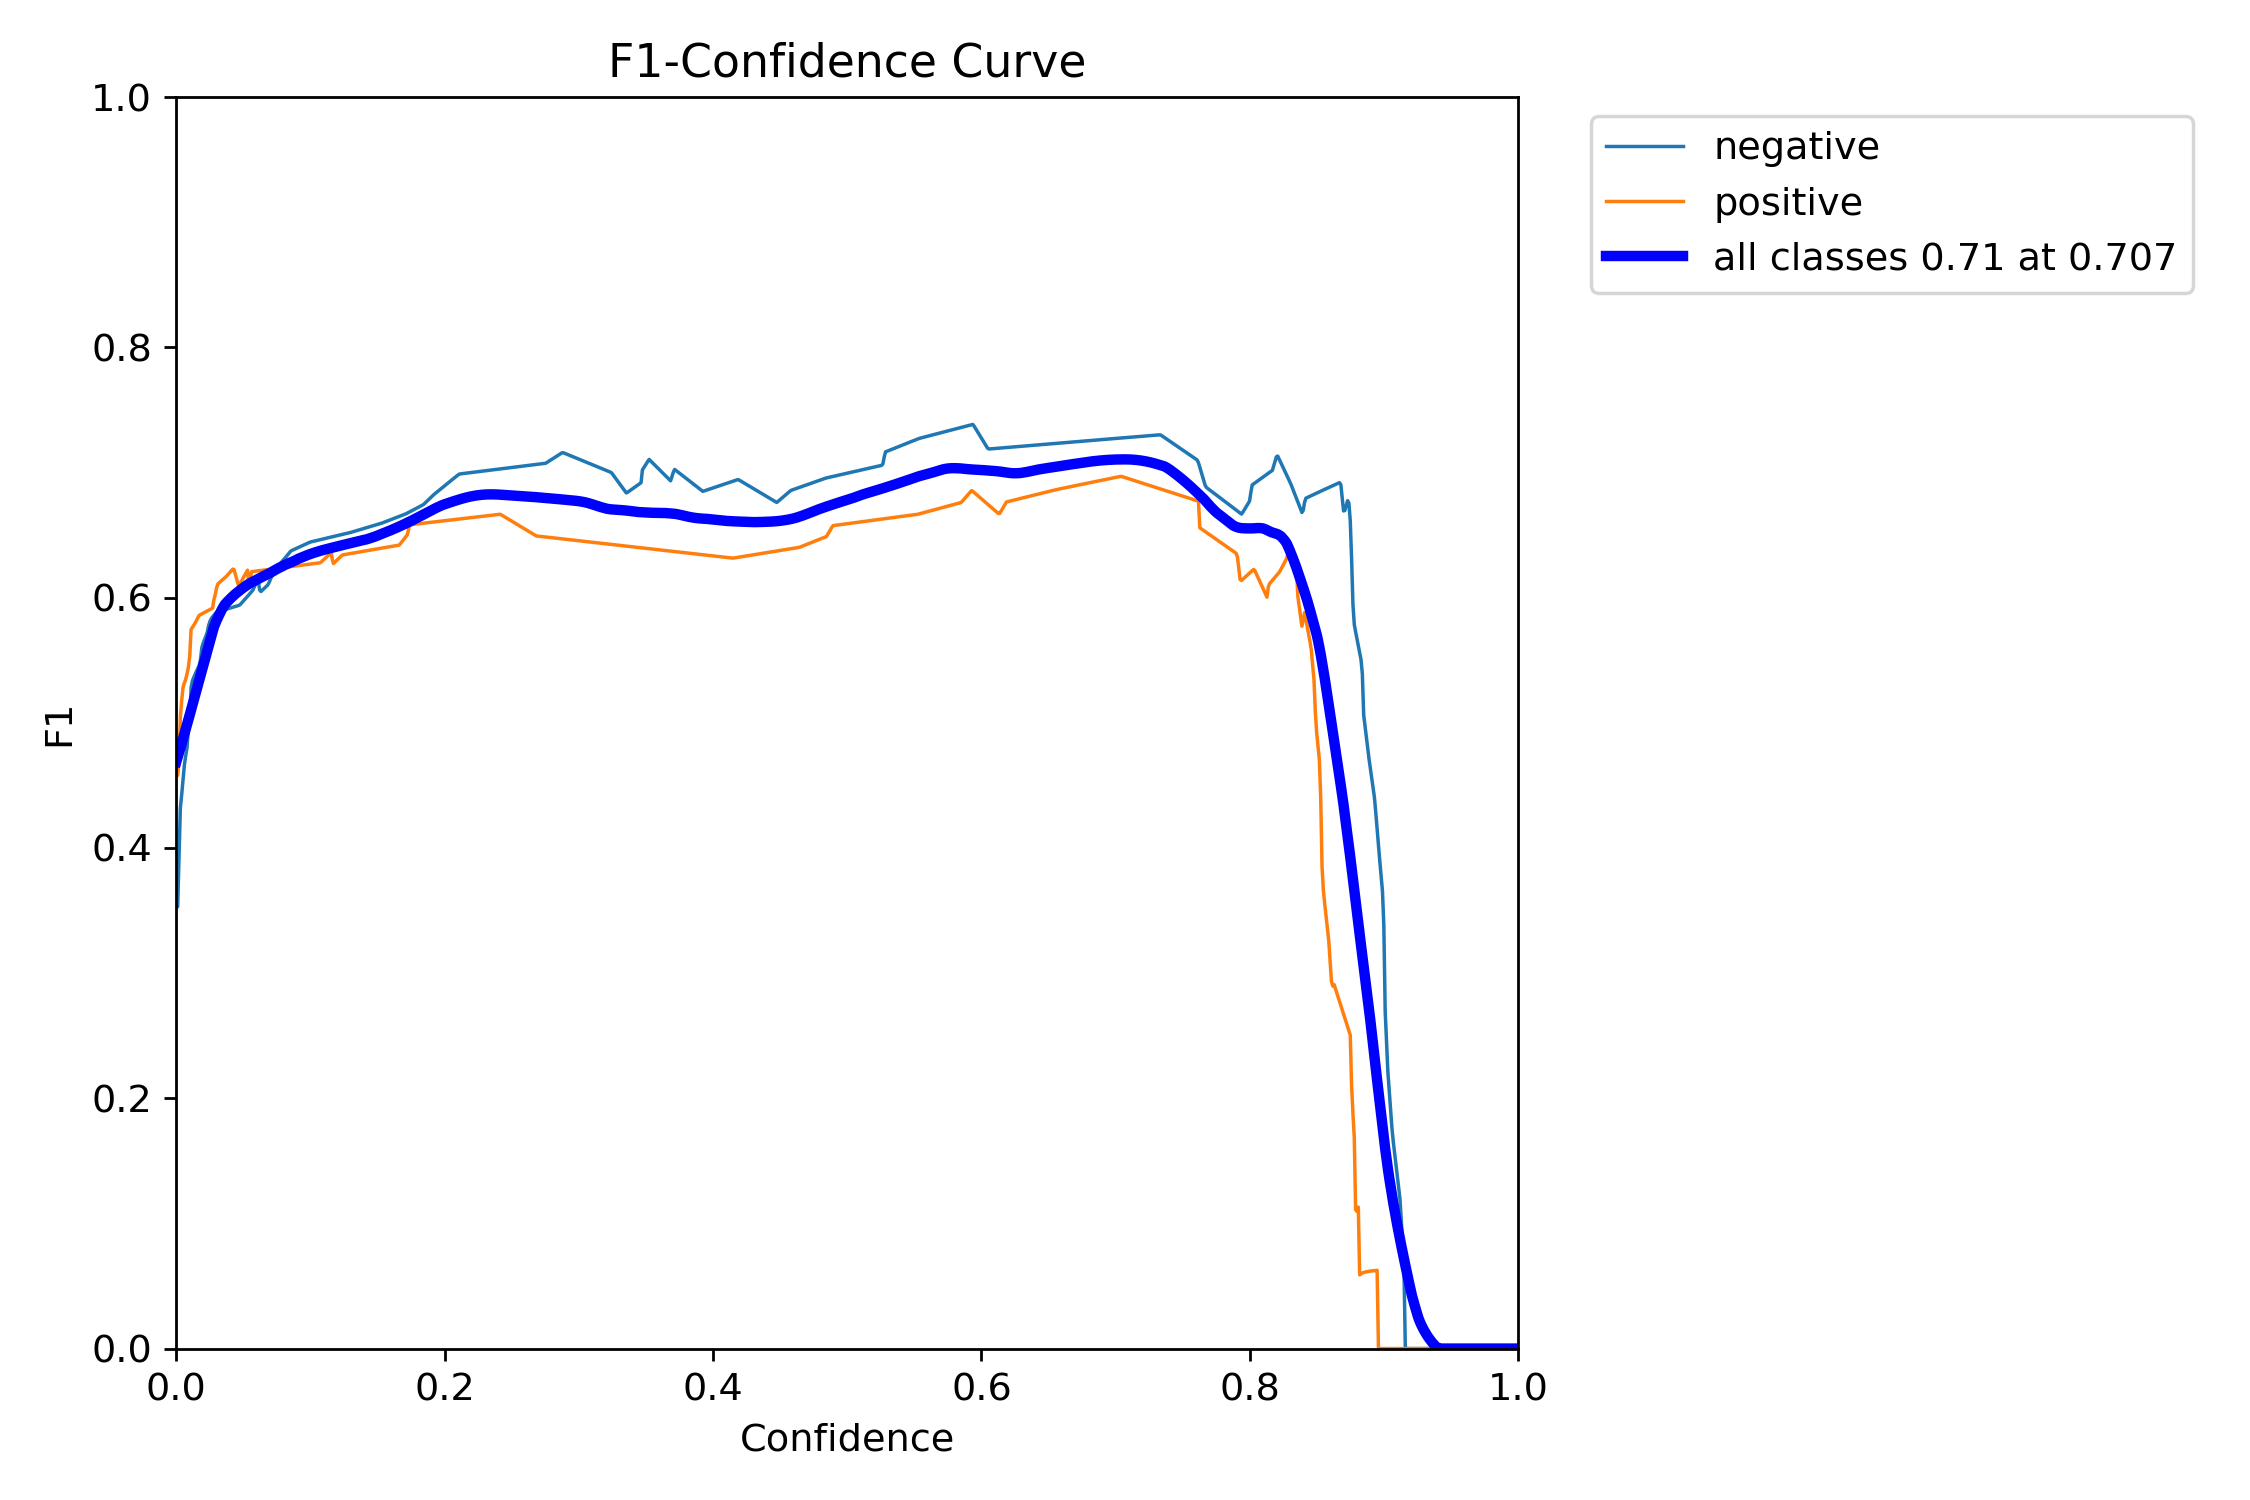 F1-Confidence Curve
1.0
0.8
0.6
0.4
0.2
0.0
F1
0.0 0.2 0.4 0.6 0.8 1.0
Confidence
negative
positive
all classes 0.71 at 0.707